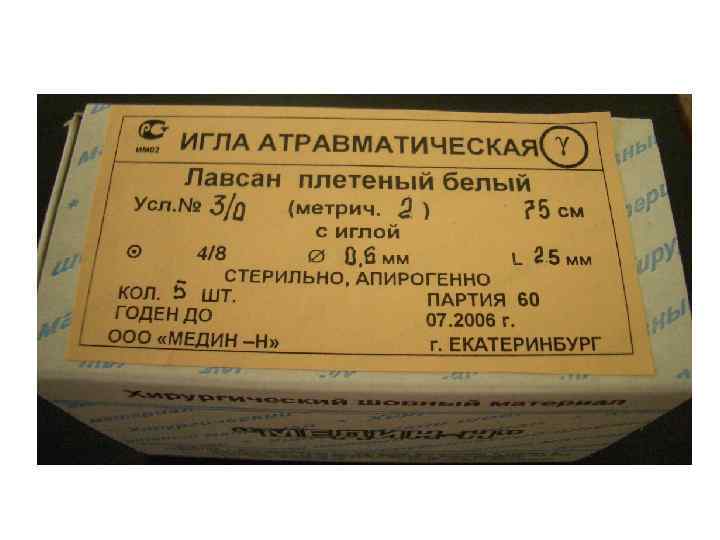 РС
ИМ02
ИГЛА АТРАВМАТИЧЕСКАЯ γ
Лавсан плетеный белый
Усл.№ 3/0 (метрич. 2 ) 75 см
с иглой
⊙ 4/8 Ø 0,6 мм L 25 мм
СТЕРИЛЬНО, АПИРОГЕННО
КОЛ. 5 ШТ. ПАРТИЯ 60
ГОДЕН ДО 07.2006 г.
ООО «МЕДИН –Н» г. ЕКАТЕРИНБУРГ
Хирургический шовный материал